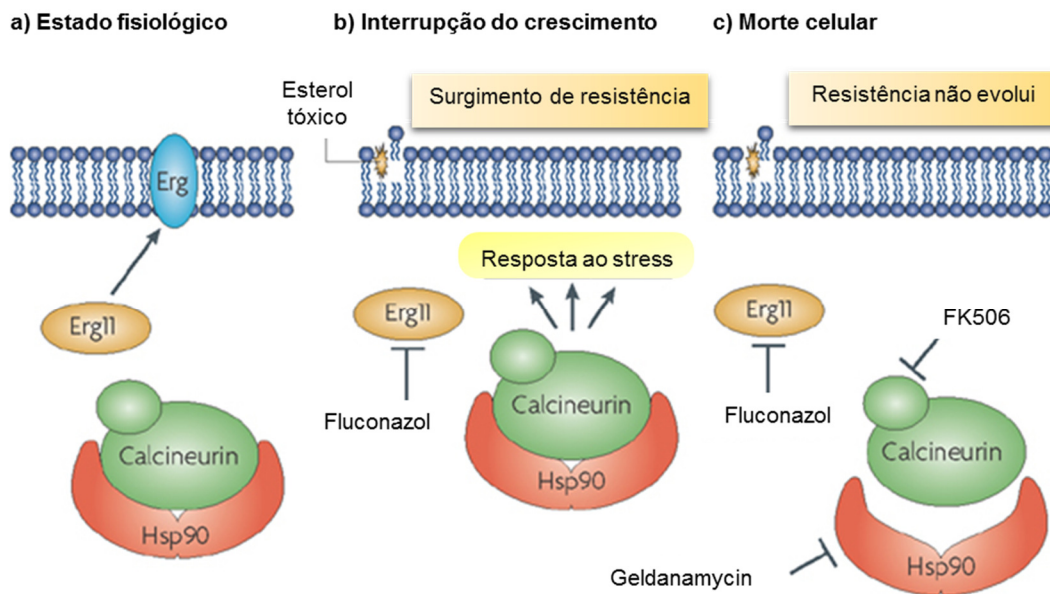 a) Estado fisiológico
Erg
Erg11
Calcineurin
Hsp90
b) Interrupção do crescimento
Esterol
tóxico
Surgimento de resistência
Resposta ao stress
Erg11
Fluconazol
Calcineurin
Hsp90
c) Morte celular
Resistência não evolui
Erg11
Fluconazol
FK506
Calcineurin
Hsp90
Geldanamycin